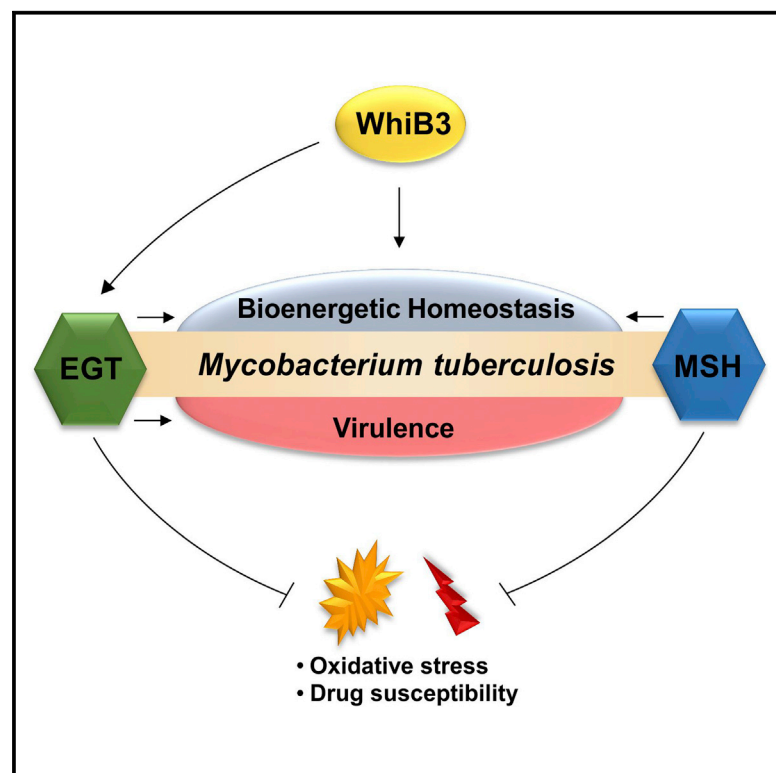 WhiB3
Bioenergetic Homeostasis
EGT
Mycobacterium tuberculosis
MSH
Virulence
• Oxidative stress
• Drug susceptibility